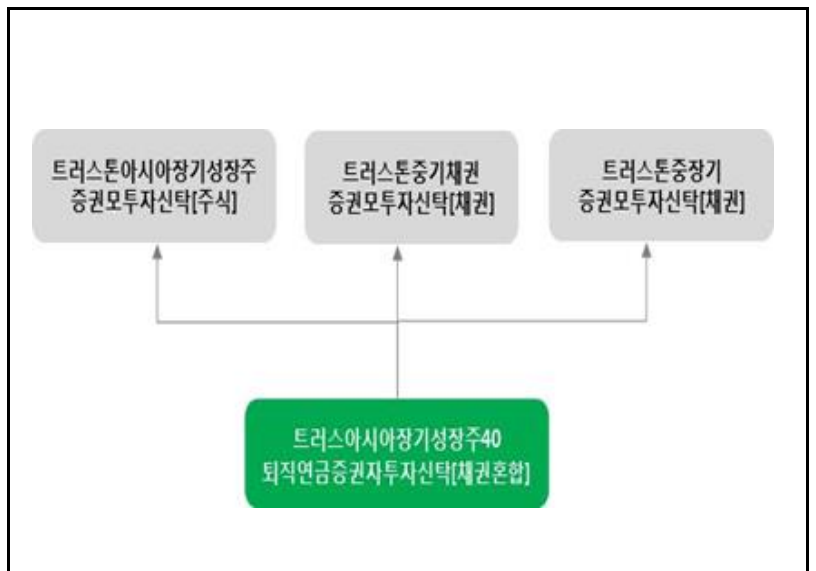 트러스톤아시아장기성장주
증권모투자신탁[주식]
트러스톤중기채권
증권모투자신탁[채권]
트러스톤중장기
증권모투자신탁[채권]
트러스아시아장기성장주40
퇴직연금증권자투자신탁[채권혼합]